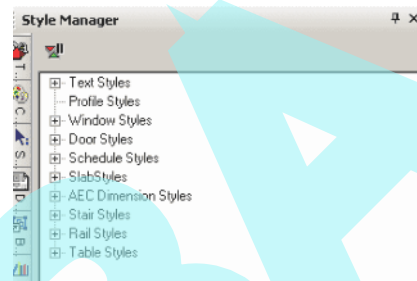 Style Manager
Text Styles
Profile Styles
Window Styles
Door Styles
Schedule Styles
SlabStyles
AEC Dimension Styles
Stair Styles
Rail Styles
Table Styles
T...
C...
S...
D...
B...